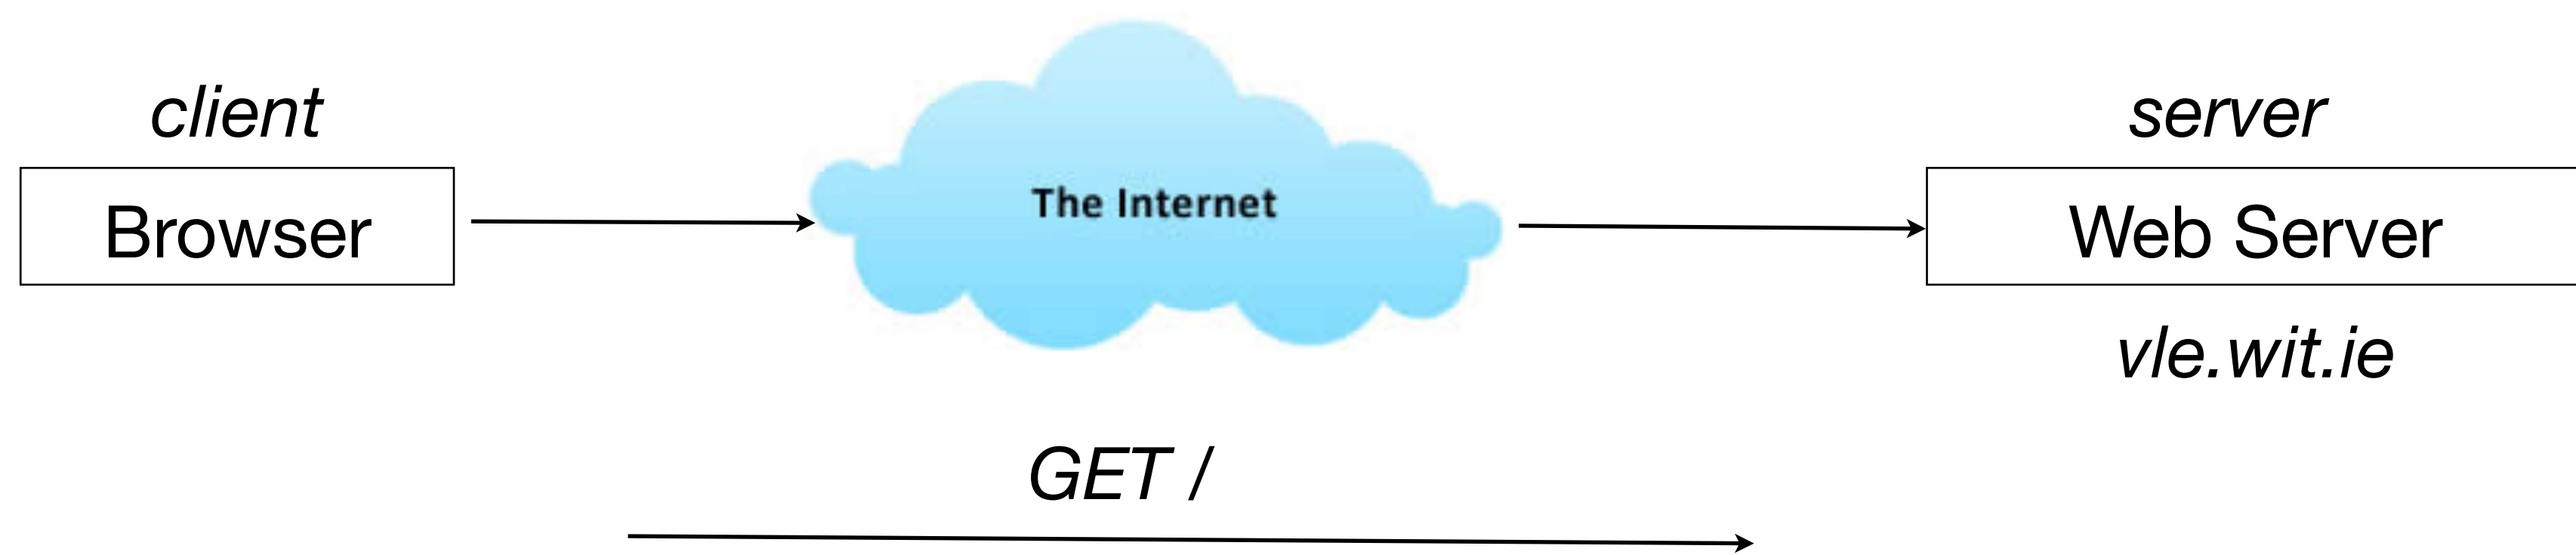 client
server
Browser
The Internet
Web Server
vle.wit.ie
GET /